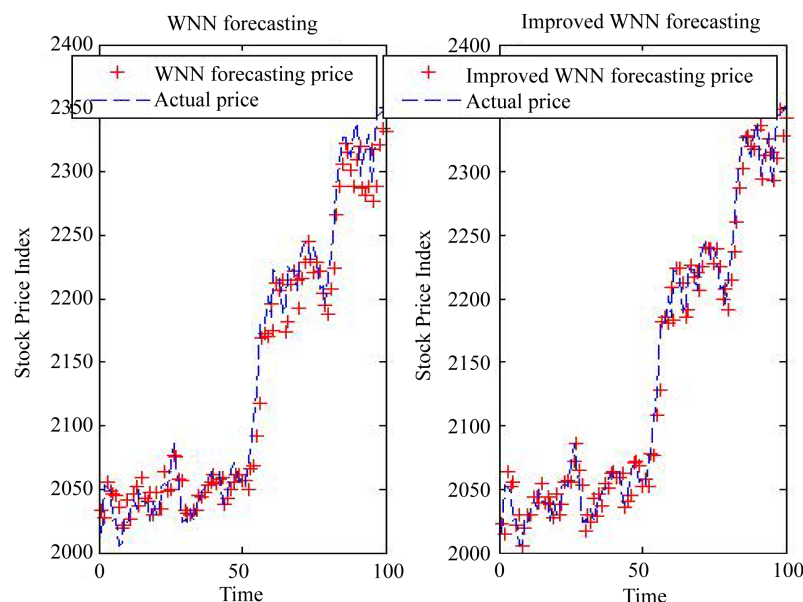 WNN forecasting
2400
2350
2300
2250
2200
2150
2100
2050
2000
Stock Price Index
WNN forecasting price
Actual price
0
50
100
Time
Improved WNN forecasting
2400
2300
2250
2200
2150
2100
2050
2000
Stock Price Index
Improved WNN forecasting price
Actual price
0
50
100
Time